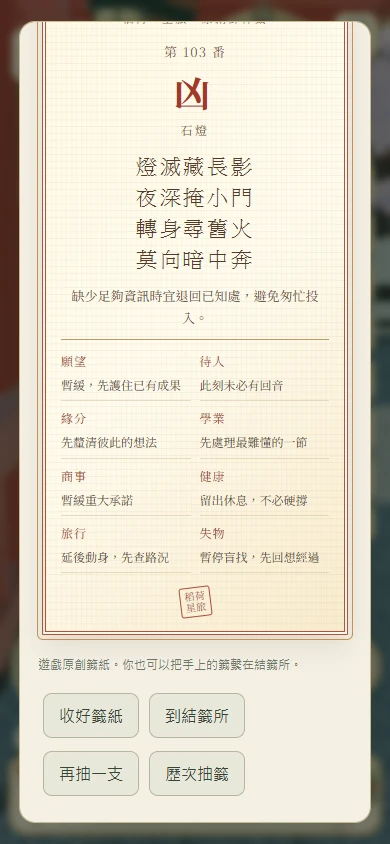 第 103 番
凶
石燈
燈滅藏長影
夜深掩小門
轉身尋舊火
莫向暗中奔
缺少足夠資訊時宜退回已知處，避免匆忙投
入。
願望
暫緩，先護住已有成果
待人
此刻未必有回音
緣分
先釐清彼此的想法
學業
先處理最難懂的一節
商事
暫緩重大承諾
健康
留出休息，不必硬撐
旅行
延後動身，先查路況
失物
暫停盲找，先回想經過
稻荷
星旅
遊戲原創籤紙。你也可以把手上的籤繫在結籤所。
收好籤紙
到結籤所
再抽一支
歷次抽籤